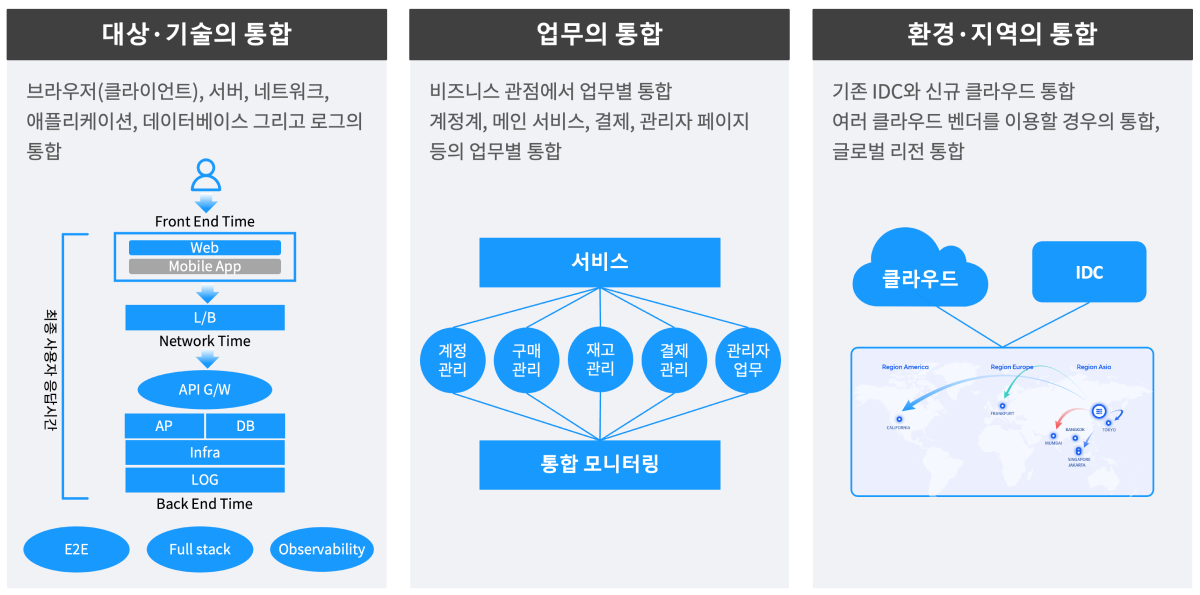 대상·기술의 통합
브라우저(클라이언트), 서버, 네트워크,
애플리케이션, 데이터베이스 그리고 로그의
통합
Front End Time
Web
Mobile App
L/B
Network Time
API G/W
AP
DB
Infra
LOG
Back End Time
최종 사용자 응답시간
E2E
Full stack
Observability
업무의 통합
비즈니스 관점에서 업무별 통합
계정계, 메인 서비스, 결제, 관리자 페이지
등의 업무별 통합
서비스
계정
관리
구매
관리
재고
관리
결제
관리
관리자
업무
통합 모니터링
환경·지역의 통합
기존 IDC와 신규 클라우드 통합
여러 클라우드 벤더를 이용할 경우의 통합,
글로벌 리전 통합
클라우드
IDC
Region America
Region Europe
Region Asia
CALIFORNIA
FRANSFURT
MUMBAI
BANGKOK
TOKYO
SINGAPORE
JAKARTA